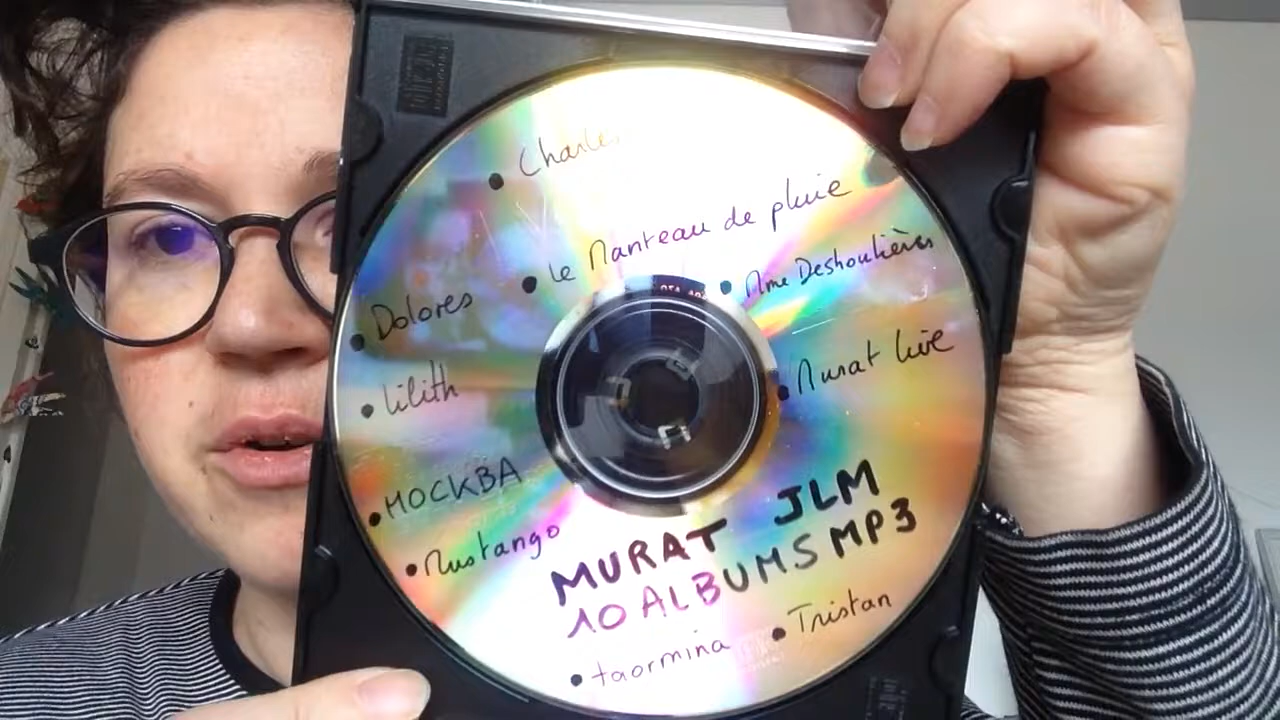 • Charles
• Le Manteau de pluie
• Mme Deshoulières
• Dolores
• Murat live
• Lilith
• MOCKBA
• Mustango
MURAT JLM
10 ALBUMS MP3
• Tristan
• taormina